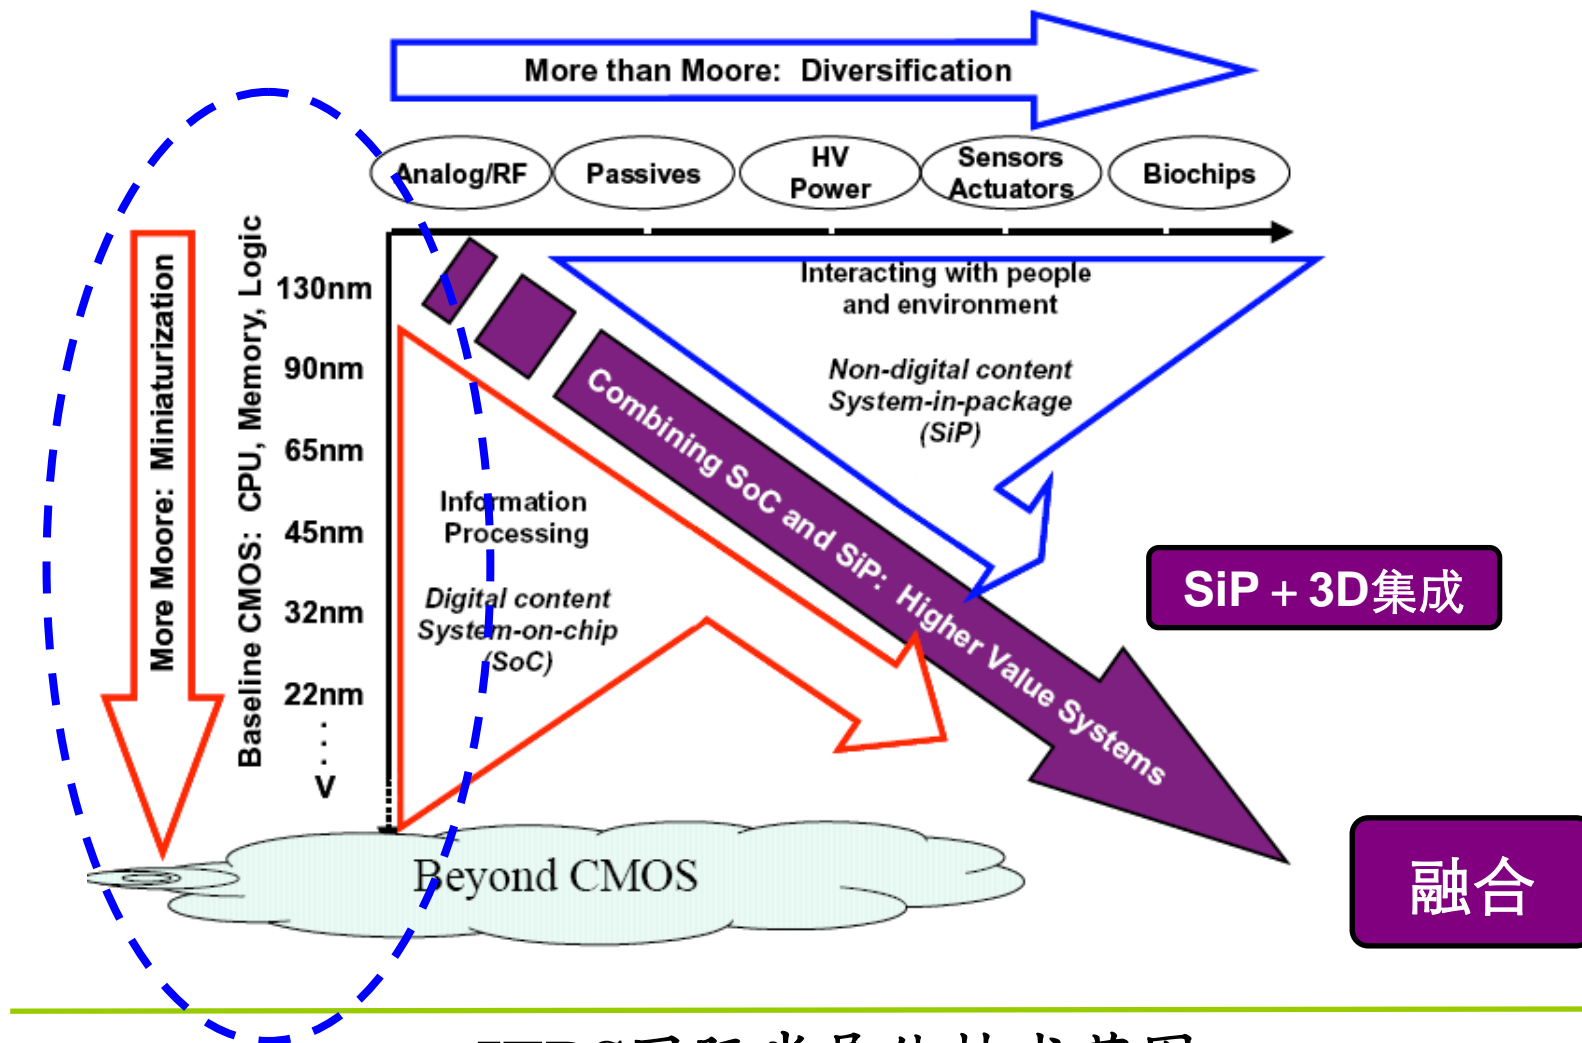 More than Moore: Diversification
Analog/RF
Passives
HV
Power
Sensors
Actuators
Biochips
More Moore: Miniaturization
Baseline CMOS: CPU, Memory, Logic
130nm
90nm
65nm
45nm
32nm
22nm
V
Interacting with people
and environment
Non-digital content
System-in-package
(SiP)
Combining SoC and SiP: Higher Value Systems
Information
Processing
Digital content
System-on-chip
(SoC)
SiP+3D集成
融合
Beyond CMOS